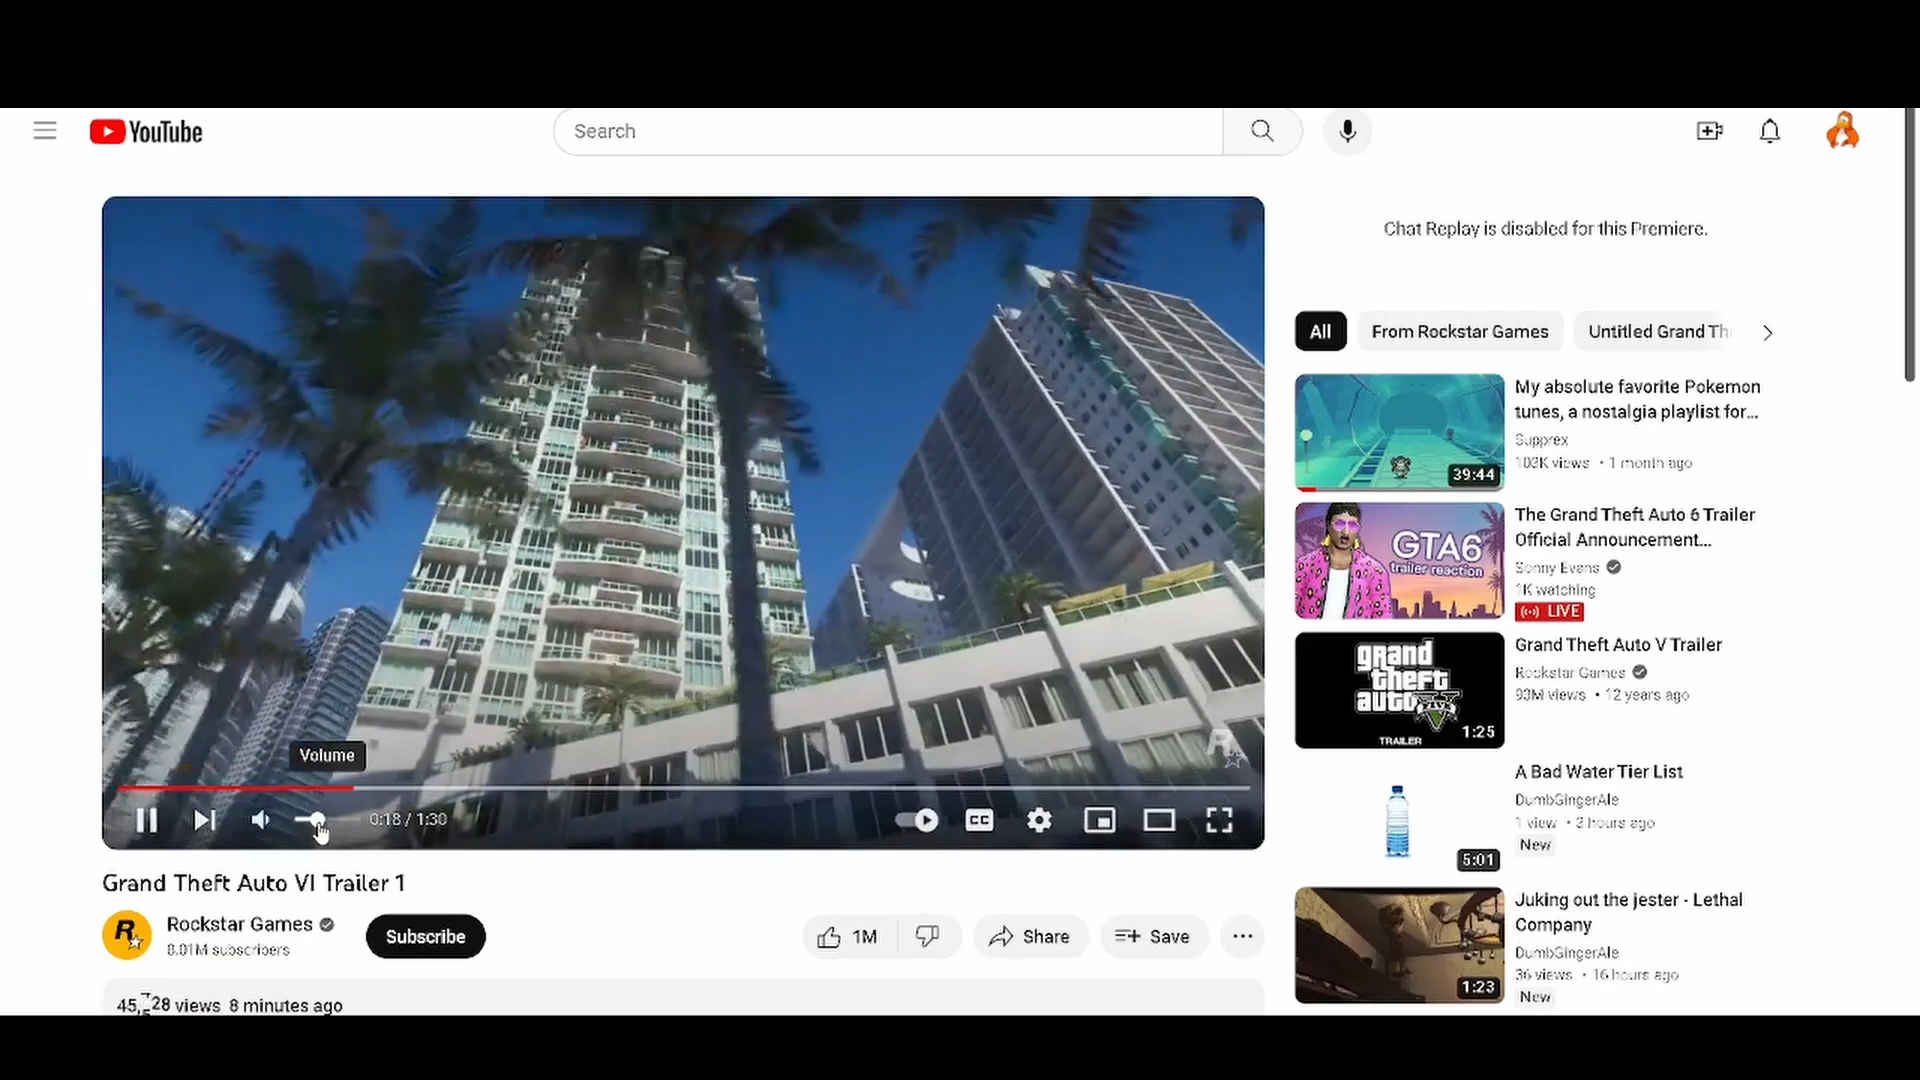 YouTube
Search
Chat Replay is disabled for this Premiere.
All
From Rockstar Games
Untitled Grand Th
My absolute favorite Pokemon
tunes, a nostalgia playlist for...
Supprex
103K views • 1 month ago
39:44
GTA6
trailer reaction
The Grand Theft Auto 6 Trailer
Official Announcement...
Sonny Evans
1K watching
LIVE
grand
theft
auto
FIVE
TRAILER
1:25
Grand Theft Auto V Trailer
Rockstar Games
93M views • 12 years ago
5:01
A Bad Water Tier List
DumbGingerAle
1 view • 3 hours ago
New
1:23
Juking out the jester - Lethal
Company
DumbGingerAle
36 views • 16 hours ago
New
Volume
0:18 / 1:30
CC
Grand Theft Auto VI Trailer 1
R
Rockstar Games
8.01M subscribers
Subscribe
1M
Share
Save
views 8 minutes ago